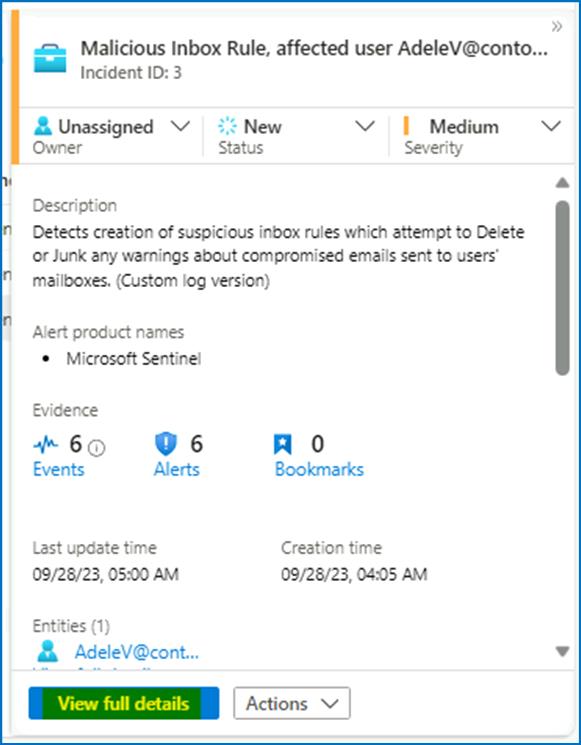 Malicious Inbox Rule, affected user AdeleV@conto...
Incident ID: 3
Unassigned
Owner
New
Status
Medium
Severity
Description
Detects creation of suspicious inbox rules which attempt to Delete
or Junk any warnings about compromised emails sent to users'
mailboxes. (Custom log version)
Alert product names
• Microsoft Sentinel
Evidence
6
Events
6
Alerts
0
Bookmarks
Last update time
09/28/23, 05:00 AM
Creation time
09/28/23, 04:05 AM
Entities (1)
AdeleV@cont...
View full details
Actions